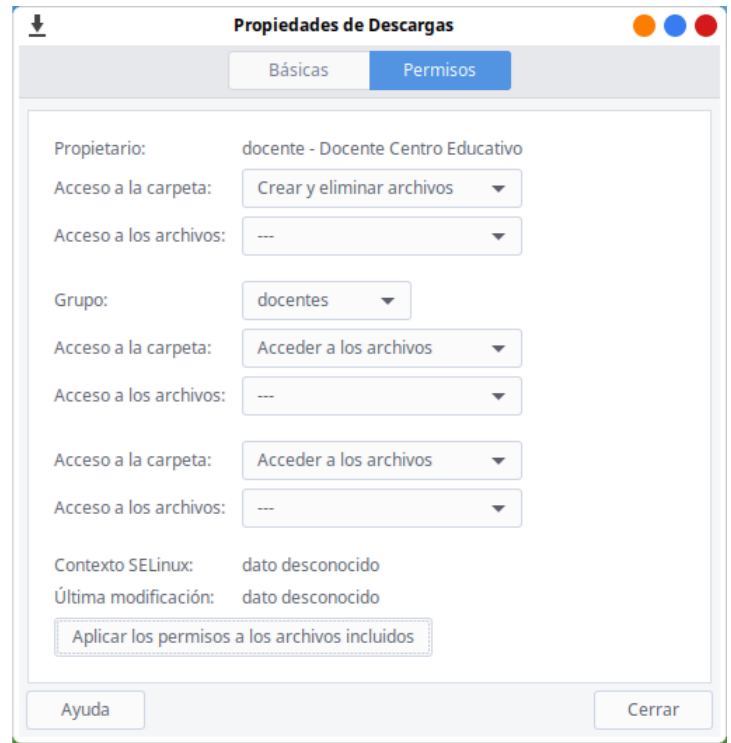 Propiedades de Descargas
Básicas Permisos
Propietario: docente - Docente Centro Educativo
Acceso a la carpeta: Crear y eliminar archivos
Acceso a los archivos: ---
Grupo: docentes
Acceso a la carpeta: Acceder a los archivos
Acceso a los archivos: ---
Acceso a la carpeta: Acceder a los archivos
Acceso a los archivos: ---
Contexto SELinux: dato desconocido
Última modificación: dato desconocido
Aplicar los permisos a los archivos incluidos
Ayuda Cerrar